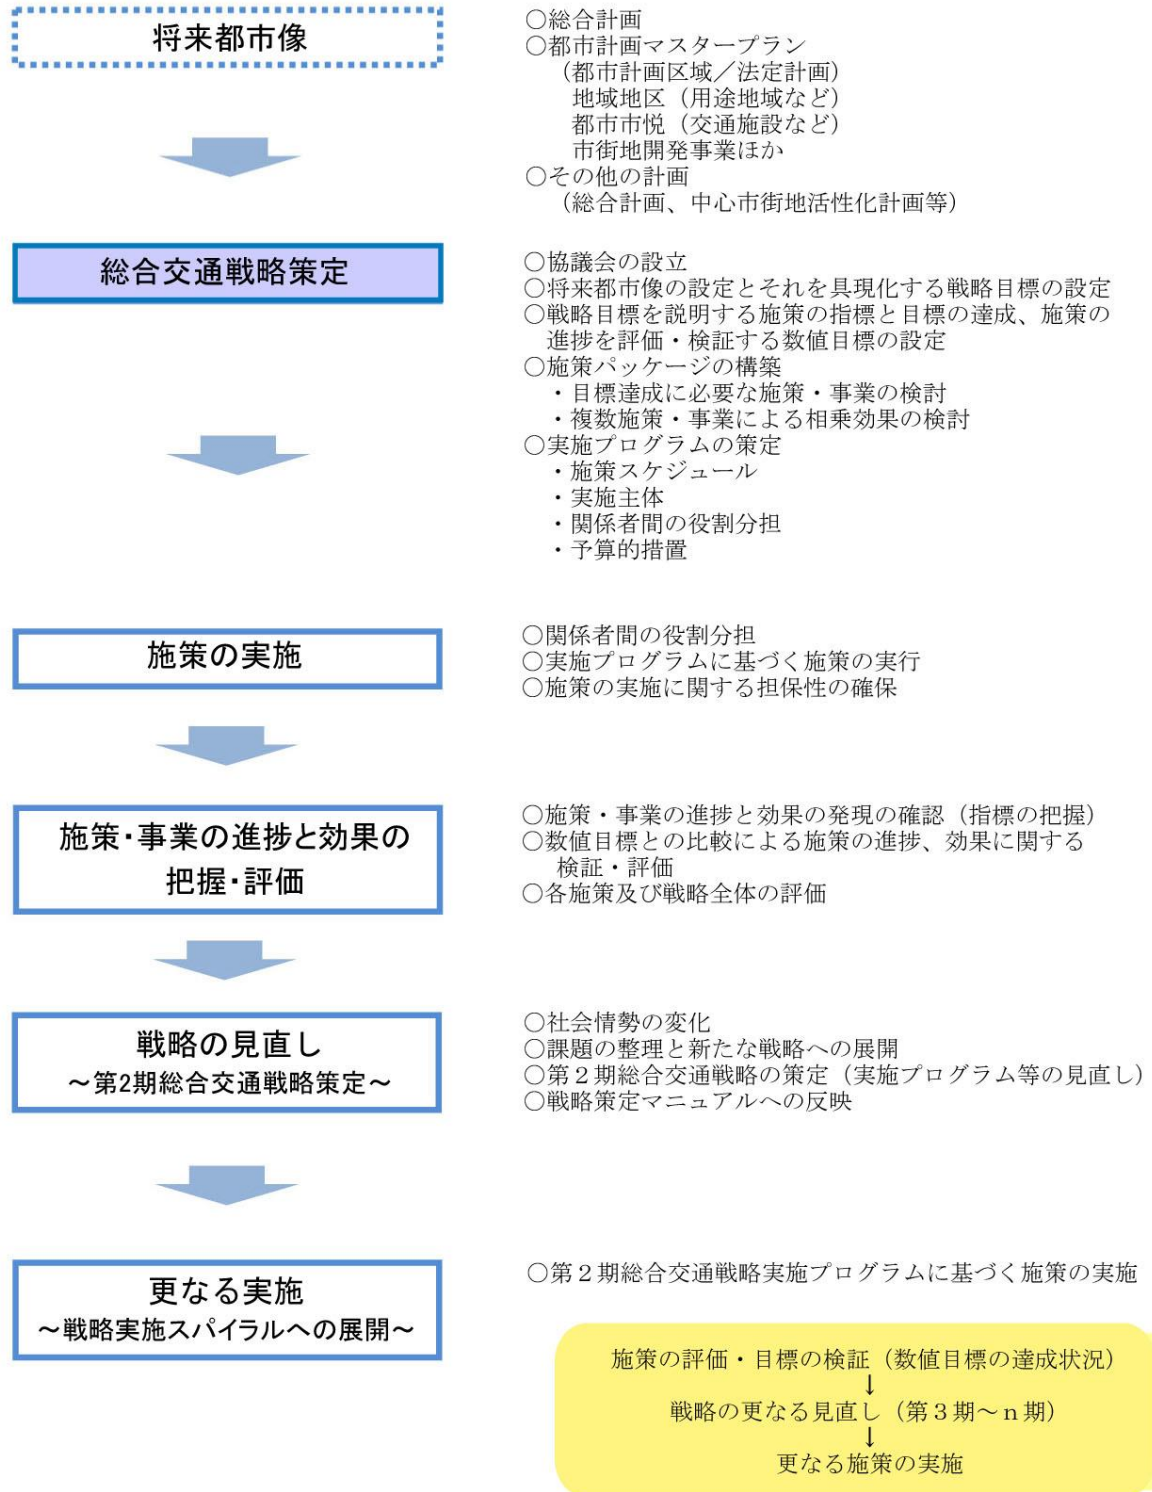 将来都市像
○総合計画
○都市計画マスタープラン
（都市計画区域／法定計画）
地域地区（用途地域など）
都市市悦（交通施設など）
市街地開発事業ほか
○その他の計画
（総合計画、中心市街地活性化計画等）
総合交通戦略策定
○協議会の設立
○将来都市像の設定とそれを具現化する戦略目標の設定
○戦略目標を説明する施策の指標と目標の達成、施策の
進捗を評価・検証する数値目標の設定
○施策パッケージの構築
・目標達成に必要な施策・事業の検討
・複数施策・事業による相乗効果の検討
○実施プログラムの策定
・施策スケジュール
・実施主体
・関係者間の役割分担
・予算的措置
施策の実施
○関係者間の役割分担
○実施プログラムに基づく施策の実行
○施策の実施に関する担保性の確保
施策・事業の進捗と効果の
把握・評価
○施策・事業の進捗と効果の発現の確認（指標の把握）
○数値目標との比較による施策の進捗、効果に関する
検証・評価
○各施策及び戦略全体の評価
戦略の見直し
～第2期総合交通戦略策定～
○社会情勢の変化
○課題の整理と新たな戦略への展開
○第２期総合交通戦略の策定（実施プログラム等の見直し）
○戦略策定マニュアルへの反映
更なる実施
～戦略実施スパイラルへの展開～
○第２期総合交通戦略実施プログラムに基づく施策の実施
施策の評価・目標の検証（数値目標の達成状況）
↓
戦略の更なる見直し（第３期～ｎ期）
↓
更なる施策の実施